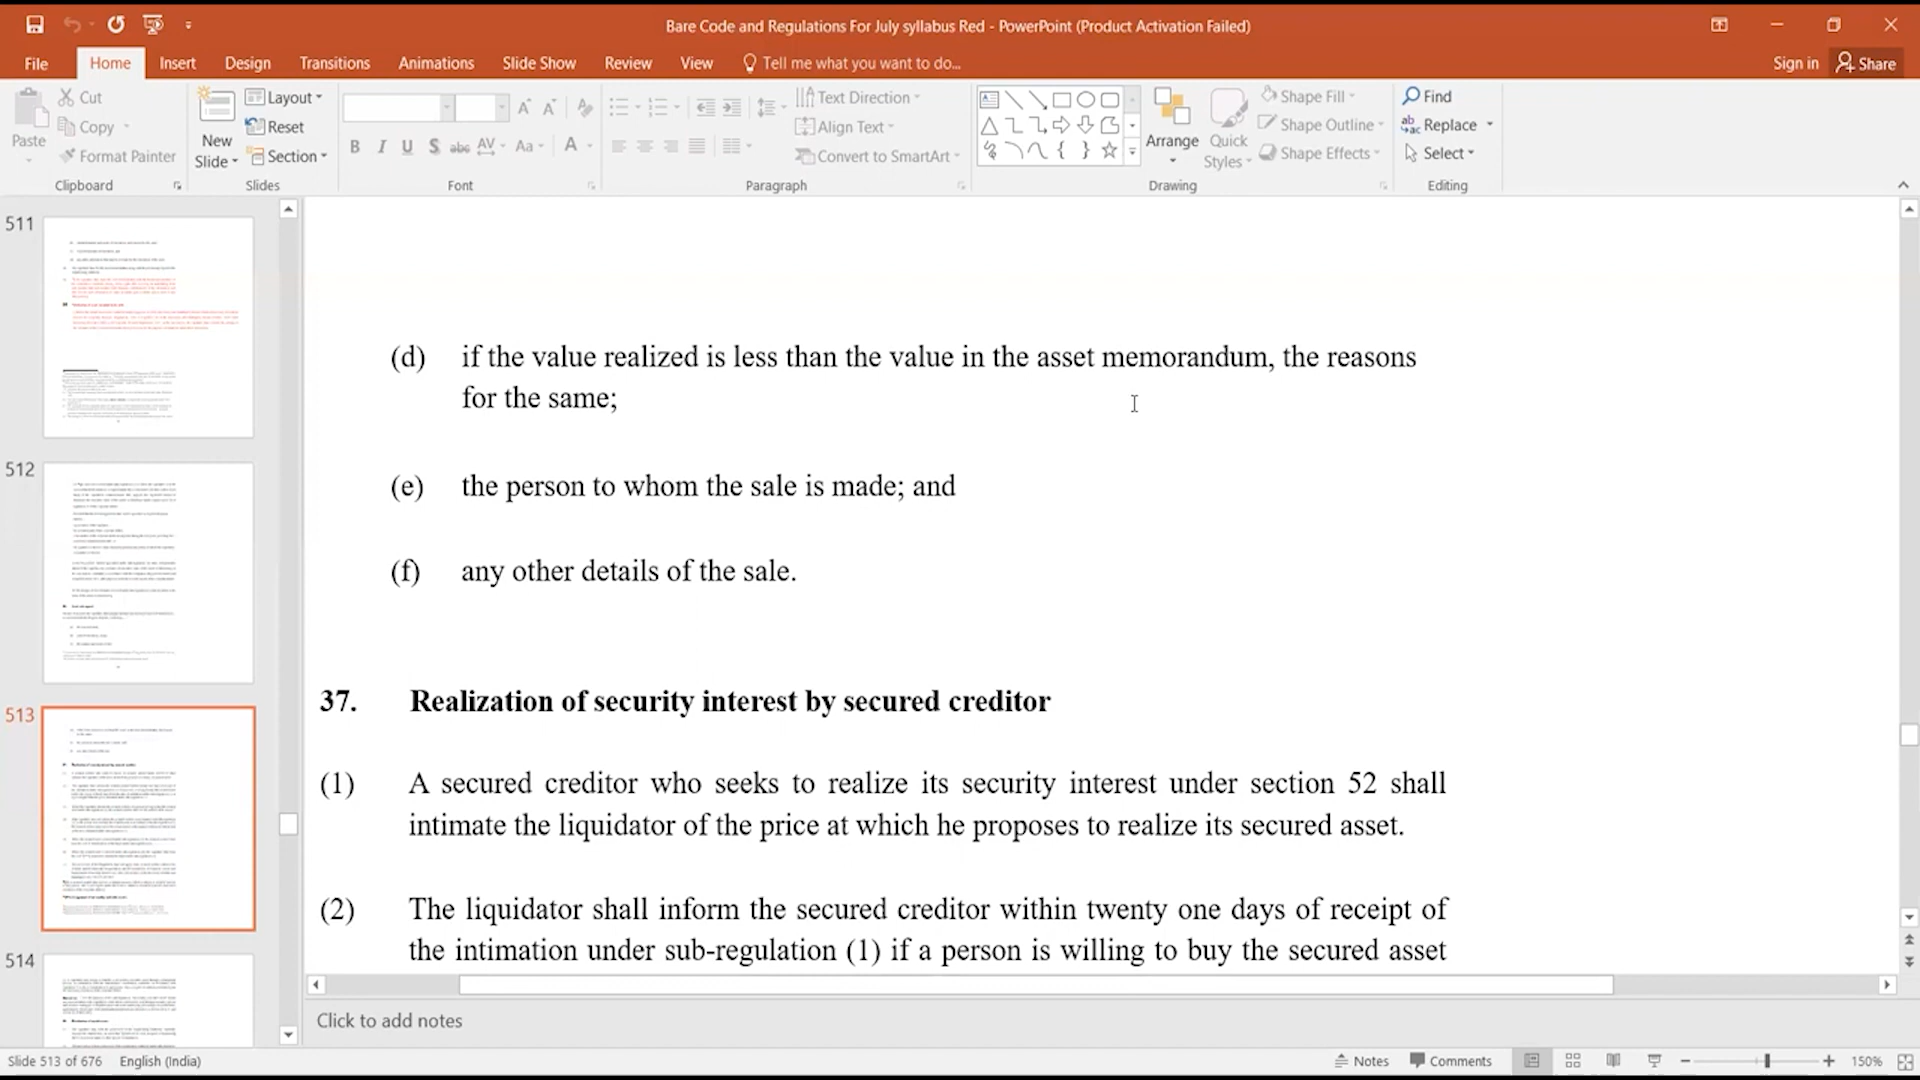 Bare Code and Regulations For July syllabus Red - PowerPoint (Product Activation Failed)
File Home Insert Design Transitions Animations Slide Show Review View Tell me what you want to do... Sign in Share
Paste
Cut
Copy
Format Painter
Clipboard
New Slide
Layout
Reset
Section
Slides
Font
Text Direction
Align Text
Convert to SmartArt
Paragraph
Arrange
Quick Styles
Shape Fill
Shape Outline
Shape Effects
Drawing
Find
Replace
Select
Editing
511
512
513
514
(d) if the value realized is less than the value in the asset memorandum, the reasons
for the same;
(e) the person to whom the sale is made; and
(f) any other details of the sale.
37. Realization of security interest by secured creditor
(1) A secured creditor who seeks to realize its security interest under section 52 shall
intimate the liquidator of the price at which he proposes to realize its secured asset.
(2) The liquidator shall inform the secured creditor within twenty one days of receipt of
the intimation under sub-regulation (1) if a person is willing to buy the secured asset
Click to add notes
Slide 513 of 676 English (India) Notes Comments 150%